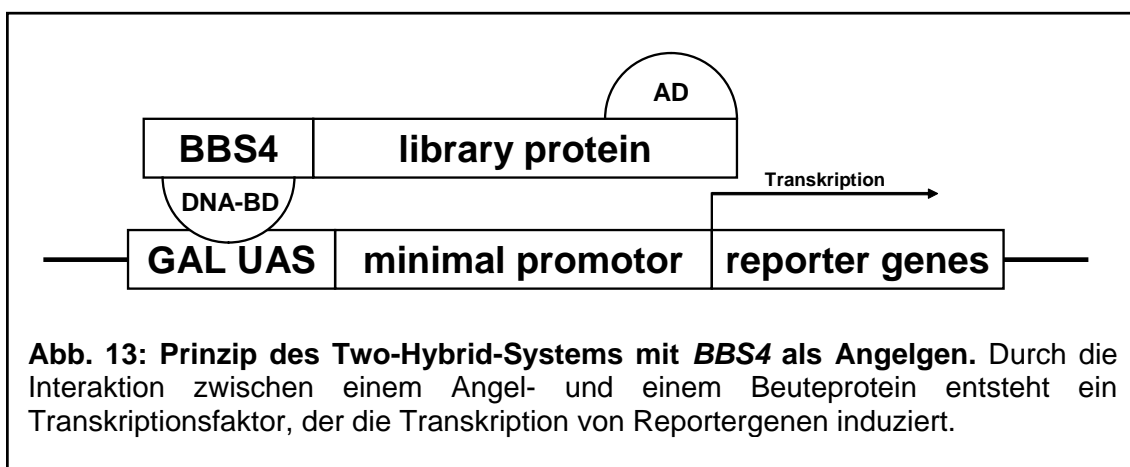 AD
BBS4 library protein
Transkription
DNA-BD
GAL UAS minimal promotor reporter genes
Abb. 13: Prinzip des Two-Hybrid-Systems mit BBS4 als Angelgen. Durch die
Interaktion zwischen einem Angel- und einem Beuteprotein entsteht ein
Transkriptionsfaktor, der die Transkription von Reportergenen induziert.